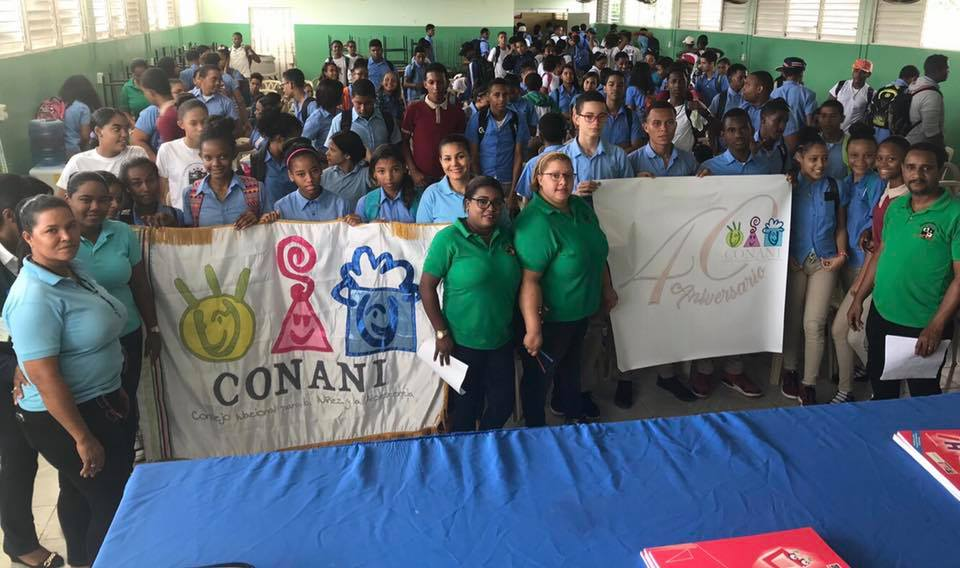 CONANI
Consejo Nacional para la Niñez y la Adolescencia
40
CONANI
Aniversario